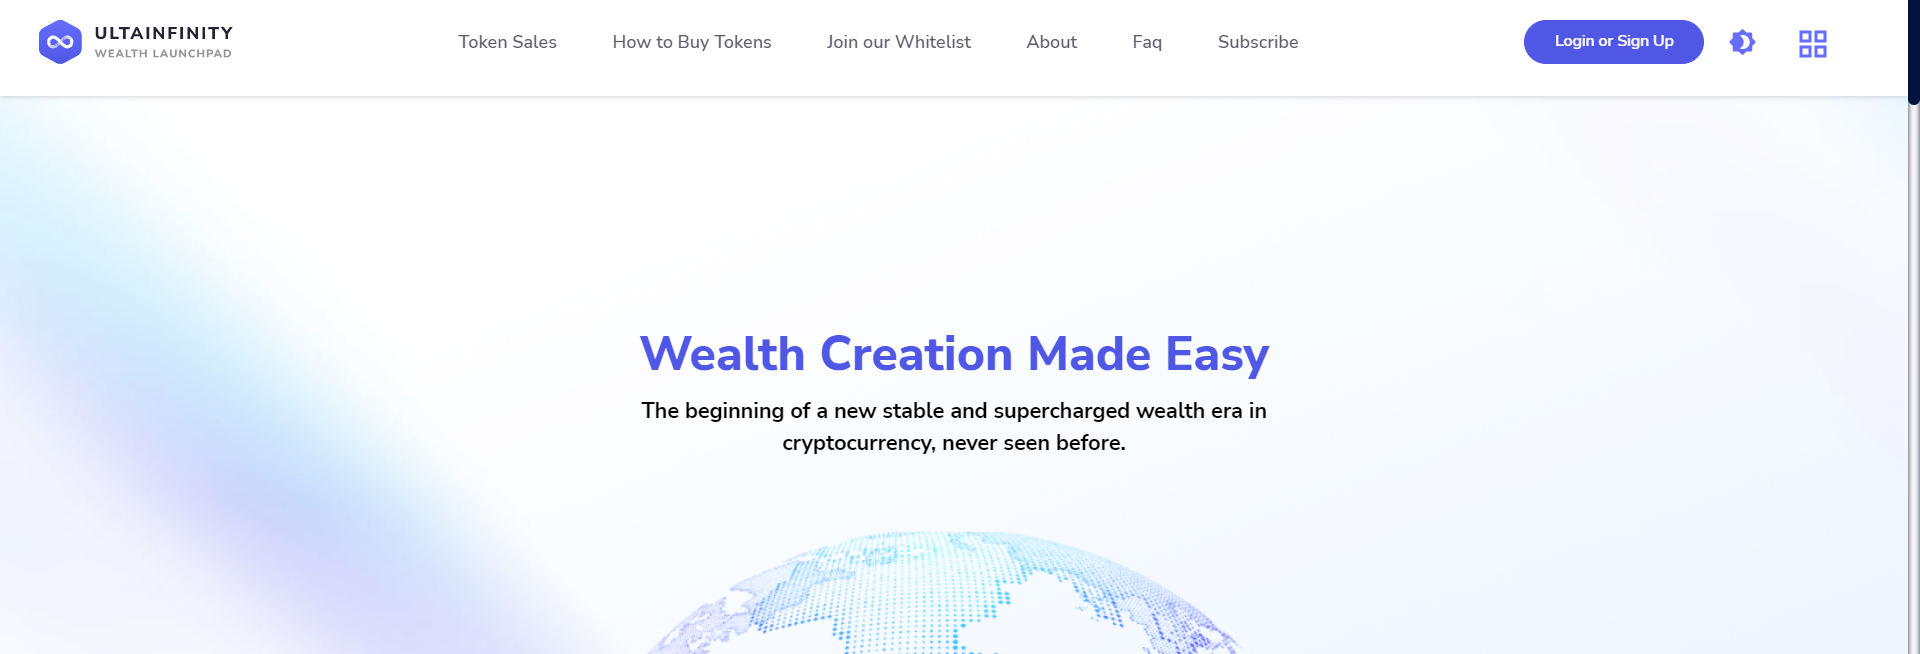 ULTAINFINITY
WEALTH LAUNCHPAD
Token Sales
How to Buy Tokens
Join our Whitelist
About
Faq
Subscribe
Login or Sign Up
Wealth Creation Made Easy
The beginning of a new stable and supercharged wealth era in
cryptocurrency, never seen before.